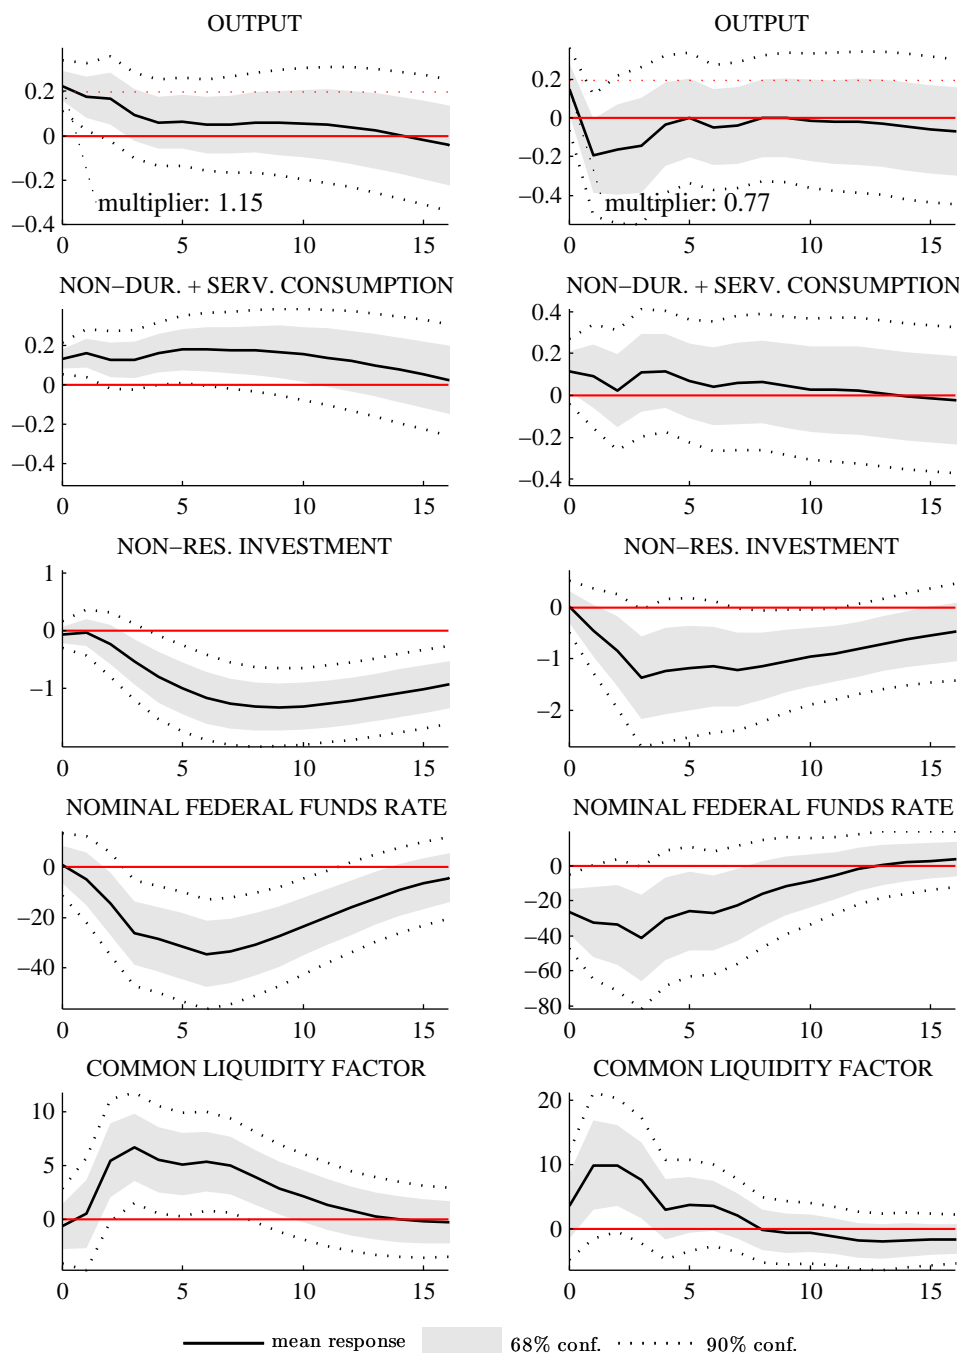 OUTPUT
OUTPUT
0.2
0
−0.2
−0.4
multiplier: 1.15
0 5 10 15
0.2
0
−0.2
−0.4
multiplier: 0.77
0 5 10 15
NON−DUR. + SERV. CONSUMPTION
NON−DUR. + SERV. CONSUMPTION
0.2
0
−0.2
−0.4
0 5 10 15
0.4
0.2
0
−0.2
−0.4
0 5 10 15
NON−RES. INVESTMENT
NON−RES. INVESTMENT
1
0
−1
0 5 10 15
0
−1
−2
0 5 10 15
NOMINAL FEDERAL FUNDS RATE
NOMINAL FEDERAL FUNDS RATE
0
−20
−40
0 5 10 15
0
−20
−40
−60
−80
0 5 10 15
COMMON LIQUIDITY FACTOR
COMMON LIQUIDITY FACTOR
10
5
0
0 5 10 15
20
10
0
0 5 10 15
mean response 68% conf. 90% conf.